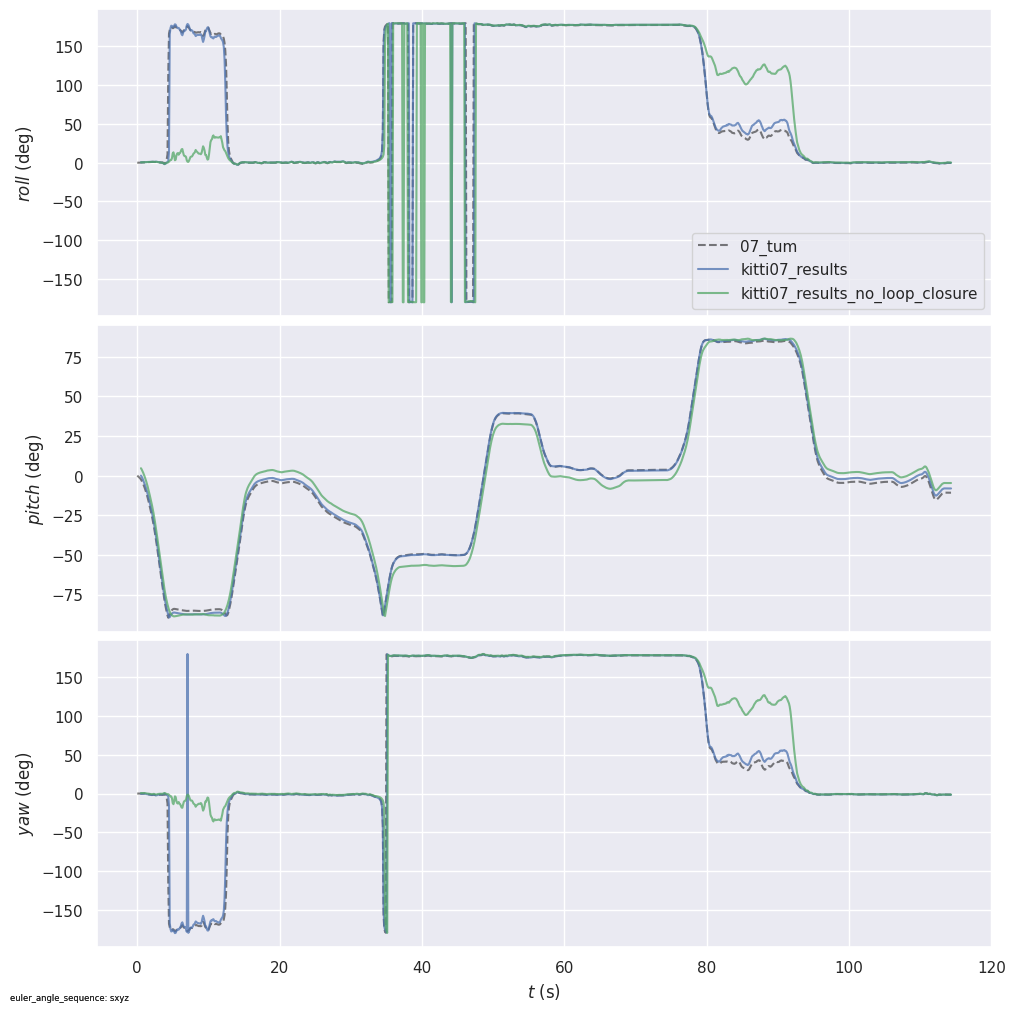 150
100
50
0
−50
−100
−150
roll (deg)
07_tum
kitti07_results
kitti07_results_no_loop_closure
75
50
25
0
−25
−50
−75
pitch (deg)
150
100
50
0
−50
−100
−150
yaw (deg)
0 20 40 60 80 100 120
t (s)
euler_angle_sequence: sxyz